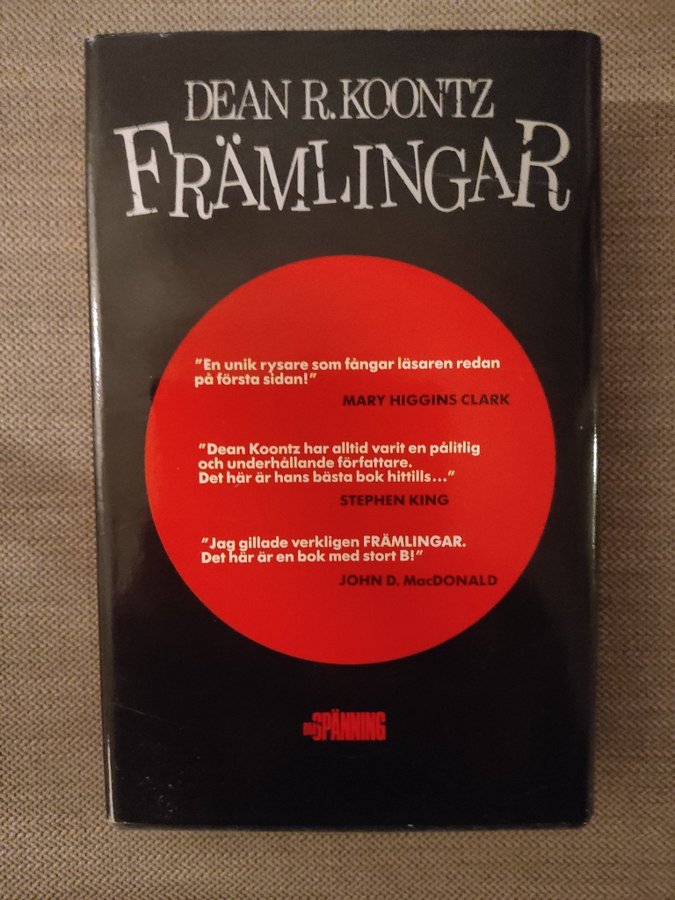 DEAN R. KOONTZ
FRÄMLINGAR
"En unik rysare som fångar läsaren redan
på första sidan!"
MARY HIGGINS CLARK
"Dean Koontz har alltid varit en pålitlig
och underhållande författare.
Det här är hans bästa bok hittills..."
STEPHEN KING
"Jag gillade verkligen FRÄMLINGAR.
Det här är en bok med stort B!"
JOHN D. MacDONALD
SPÄNNING